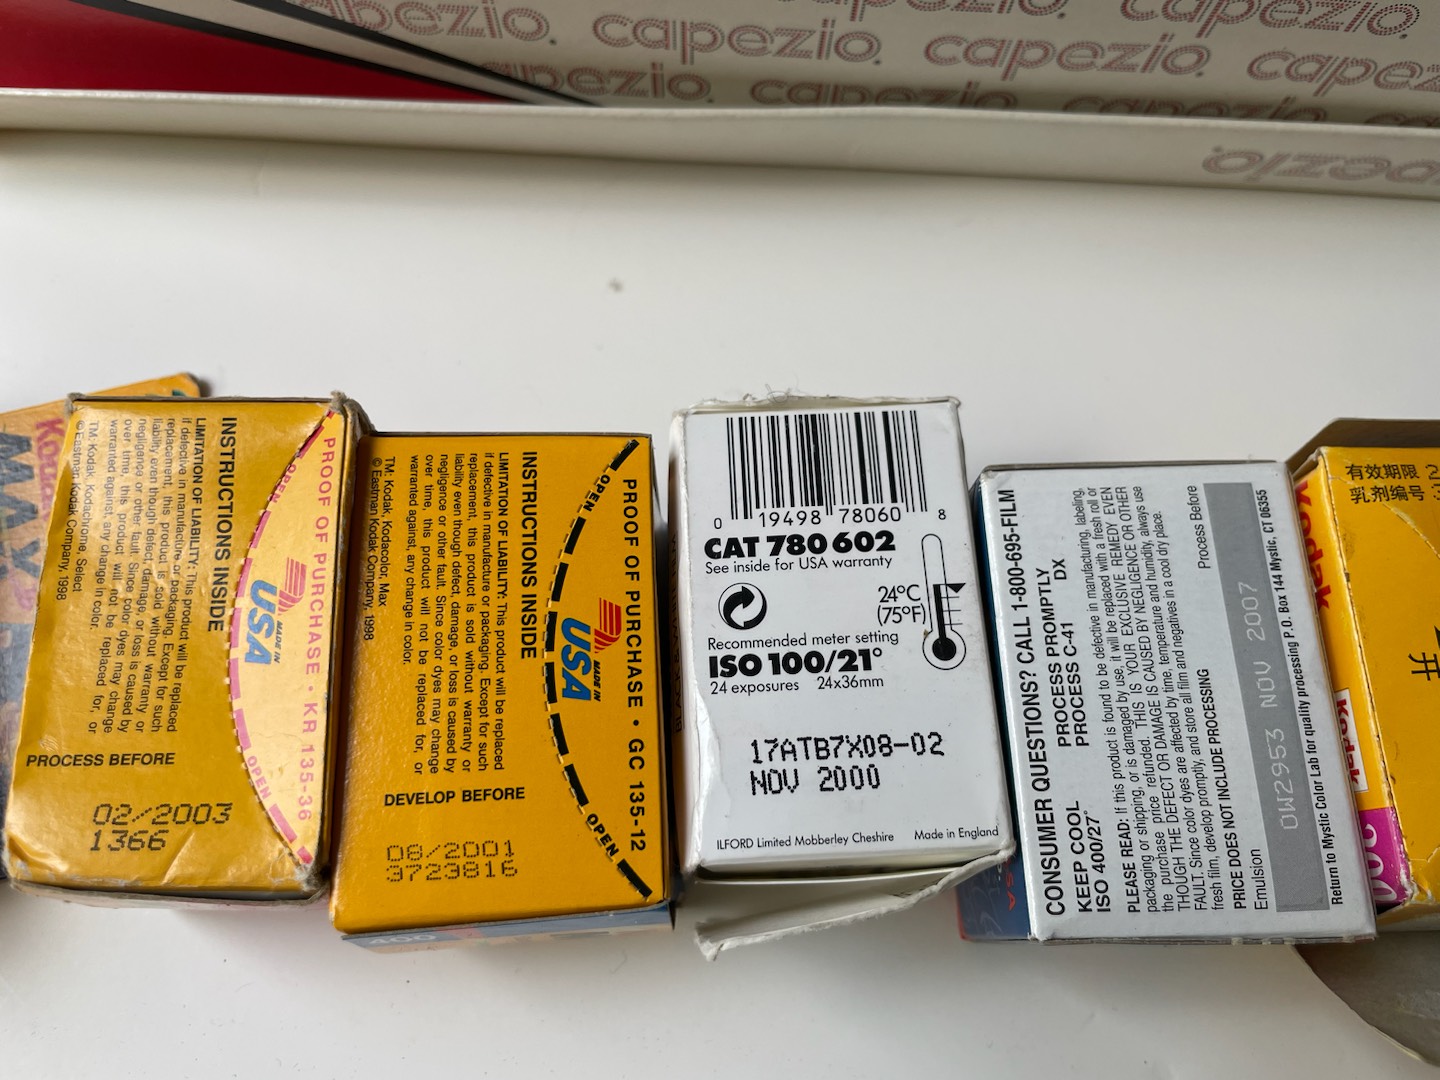 capezio. capezio. capezio. capezio.
capezio. capezio. capezio.
capezio. capezio. capezio
capezio
Kodak
MAX
INSTRUCTIONS INSIDE
LIMITATION OF LIABILITY: This product will be replaced
if defective in manufacture or packaging. Except for such
replacement, this product is sold without warranty or
liability even though defect, damage, or loss is caused by
negligence or other fault. Since color dyes may change
over time, this product will not be replaced for, or
warranted against, any change in color.
TM: Kodak, Kodachrome, Select
© Eastman Kodak Company, 1998
PROOF OF PURCHASE • KR 135-36
OPEN
MADE IN
USA
OPEN
PROCESS BEFORE
02/2003
1366
INSTRUCTIONS INSIDE
LIMITATION OF LIABILITY: This product will be replaced
if defective in manufacture or packaging. Except for such
replacement, this product is sold without warranty or
liability even though defect, damage, or loss is caused by
negligence or other fault. Since color dyes may change
over time, this product will not be replaced for, or
warranted against, any change in color.
TM: Kodak, Kodacolor, Max
© Eastman Kodak Company, 1998
PROOF OF PURCHASE • GC 135-12
OPEN
MADE IN
USA
OPEN
DEVELOP BEFORE
08/2001
3723816
400
0 19498 78060 8
CAT 780 602
See inside for USA warranty
24°C
(75°F)
Recommended meter setting
ISO 100/21°
24 exposures 24x36mm
17ATB7X08-02
NOV 2000
ILFORD Limited Mobberley Cheshire Made in England
CONSUMER QUESTIONS? CALL 1-800-695-FILM
KEEP COOL PROCESS PROMPTLY
ISO 400/27° PROCESS C-41 DX
PLEASE READ: If this product is found to be defective in manufacturing, labeling,
packaging or shipping, or is damaged by use, it will be replaced with a fresh roll or
the purchase price refunded. THIS IS YOUR EXCLUSIVE REMEDY EVEN
THOUGH THE DEFECT OR DAMAGE IS CAUSED BY NEGLIGENCE OR OTHER
FAULT. Since color dyes are affected by time, temperature and humidity, always use
fresh film, develop promptly, and store all film and negatives in a cool dry place.
PRICE DOES NOT INCLUDE PROCESSING
Emulsion Process Before
OW2953 NOV 2007
Return to Mystic Color Lab for quality processing P.O. Box 144 Mystic, CT 06355
有效期限 2
乳剂编号 3
Kodak
Kodak
200